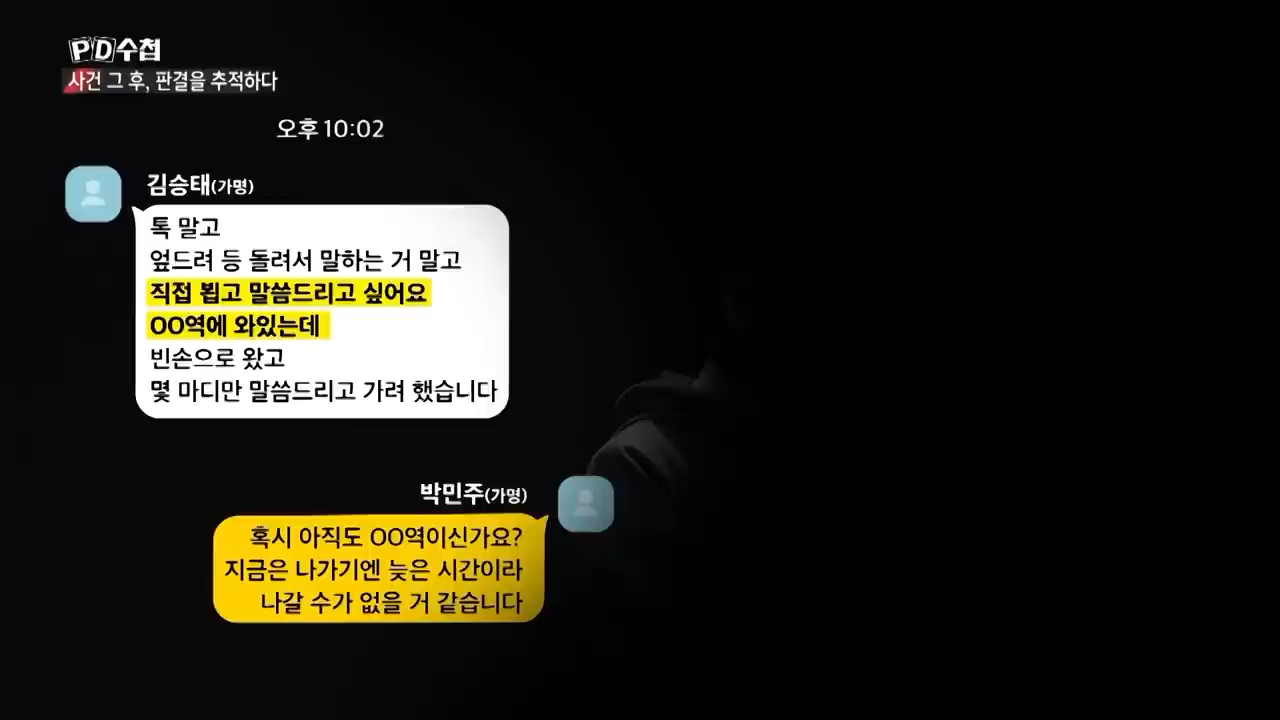 PD수첩
사건 그 후, 판결을 추적하다
오후 10:02
김승태(가명)
톡 말고
엎드려 등 돌려서 말하는 거 말고
직접 뵙고 말씀드리고 싶어요
OO역에 와있는데
빈손으로 왔고
몇 마디만 말씀드리고 가려 했습니다
박민주(가명)
혹시 아직도 OO역이신가요?
지금은 나가기엔 늦은 시간이라
나갈 수가 없을 거 같습니다